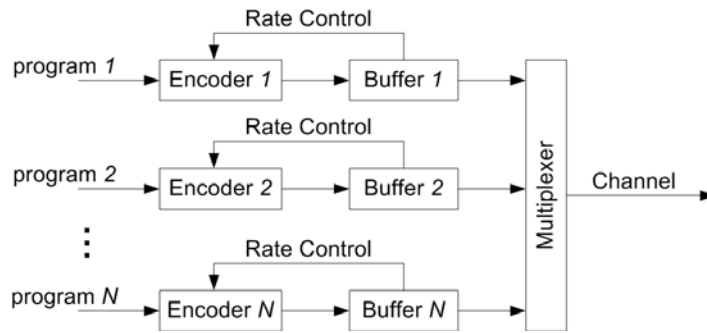 Rate Control
program 1
Encoder 1
Buffer 1
Rate Control
program 2
Encoder 2
Buffer 2
Multiplexer
Channel
Rate Control
program N
Encoder N
Buffer N